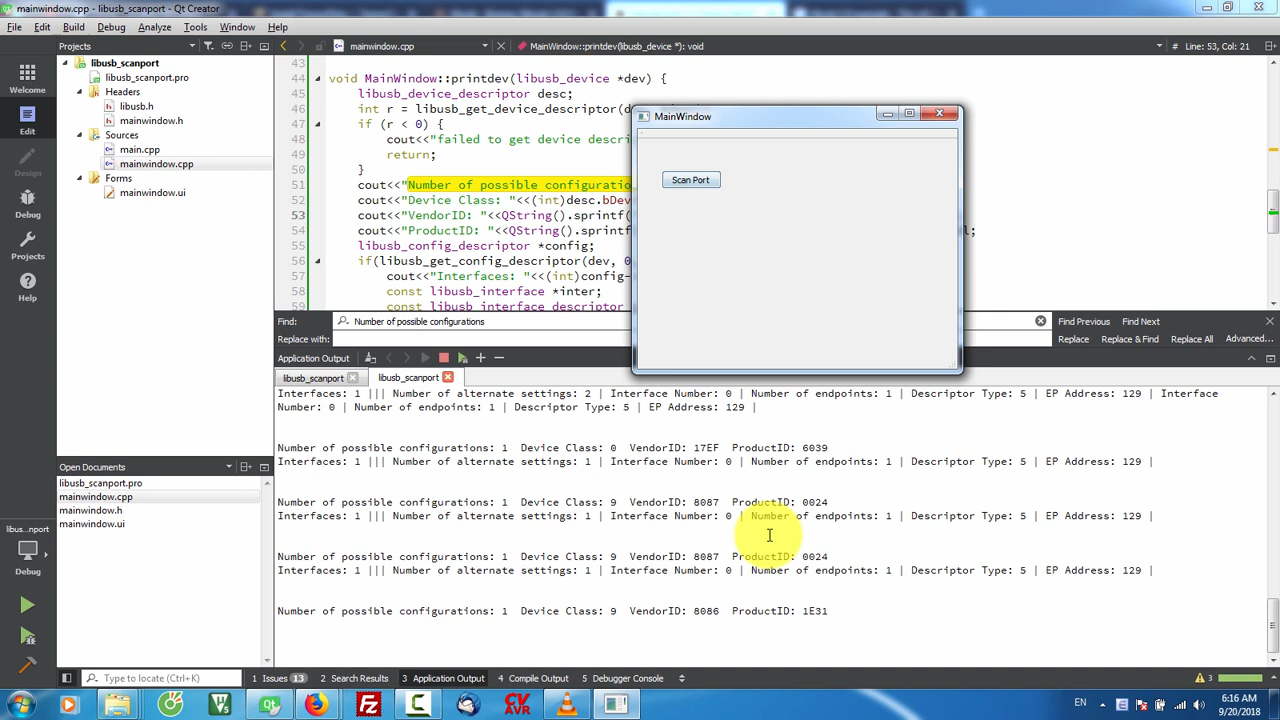 mainwindow.cpp - libusb_scanport - Qt Creator
File Edit Build Debug Analyze Tools Window Help
Projects
mainwindow.cpp
MainWindow::printdev(libusb_device *): void
# Line: 53, Col: 21
Welcome
Edit
Design
Debug
Projects
Help
libusb_scanport
libusb_scanport.pro
Headers
libusb.h
mainwindow.h
Sources
main.cpp
mainwindow.cpp
Forms
mainwindow.ui
43
44 void MainWindow::printdev(libusb_device *dev) {
45 libusb_device_descriptor desc;
46 int r = libusb_get_device_descriptor(d
47 if (r < 0) {
48 cout<<"failed to get device descri
49 return;
50 }
51 cout<<"Number of possible configuratio
52 cout<<"Device Class: "<<(int)desc.bDev
53 cout<<"VendorID: "<<QString().sprintf(
54 cout<<"ProductID: "<<QString().sprintf( l;
55 libusb_config_descriptor *config;
56 if(libusb_get_config_descriptor(dev, 0
57 cout<<"Interfaces: "<<(int)config-
58 const libusb_interface *inter;
59 const libusb_interface_descriptor
MainWindow
Scan Port
Find: Number of possible configurations
Find Previous Find Next
Replace with:
Replace Replace & Find Replace All Advanced...
Application Output
libusb_scanport
libusb_scanport
Interfaces: 1 ||| Number of alternate settings: 2 | Interface Number: 0 | Number of endpoints: 1 | Descriptor Type: 5 | EP Address: 129 | Interface
Number: 0 | Number of endpoints: 1 | Descriptor Type: 5 | EP Address: 129 |
Number of possible configurations: 1 Device Class: 0 VendorID: 17EF ProductID: 6039
Interfaces: 1 ||| Number of alternate settings: 1 | Interface Number: 0 | Number of endpoints: 1 | Descriptor Type: 5 | EP Address: 129 |
Number of possible configurations: 1 Device Class: 9 VendorID: 8087 ProductID: 0024
Interfaces: 1 ||| Number of alternate settings: 1 | Interface Number: 0 | Number of endpoints: 1 | Descriptor Type: 5 | EP Address: 129 |
Number of possible configurations: 1 Device Class: 9 VendorID: 8087 ProductID: 0024
Interfaces: 1 ||| Number of alternate settings: 1 | Interface Number: 0 | Number of endpoints: 1 | Descriptor Type: 5 | EP Address: 129 |
Number of possible configurations: 1 Device Class: 9 VendorID: 8086 ProductID: 1E31
Open Documents
libusb_scanport.pro
mainwindow.cpp
mainwindow.h
mainwindow.ui
libus...nport
Debug
Type to locate (Ctrl+K)
1 Issues 13 2 Search Results 3 Application Output 4 Compile Output 5 Debugger Console
3
CV
AVR
EN
6:16 AM
9/20/2018